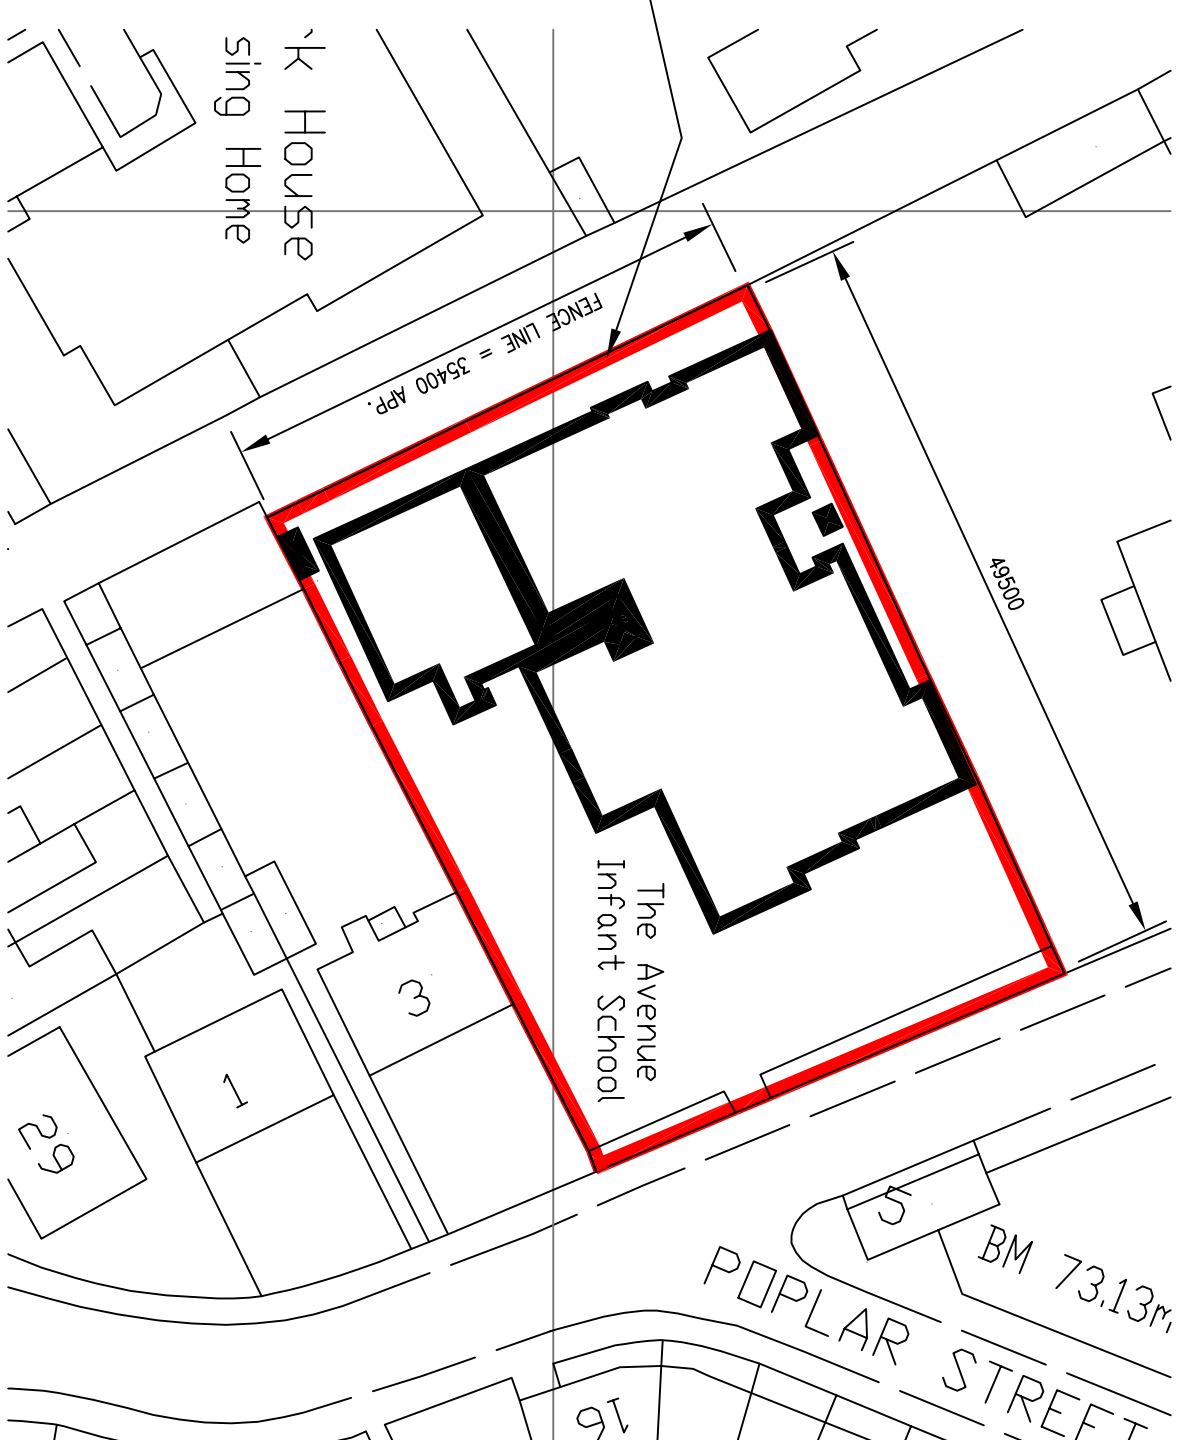 House
sing Home
FENCE LINE = 35400 APP.
49500
The Avenue
Infant School
3
1
29
5
BM 73.13m
POPLAR STREET
16